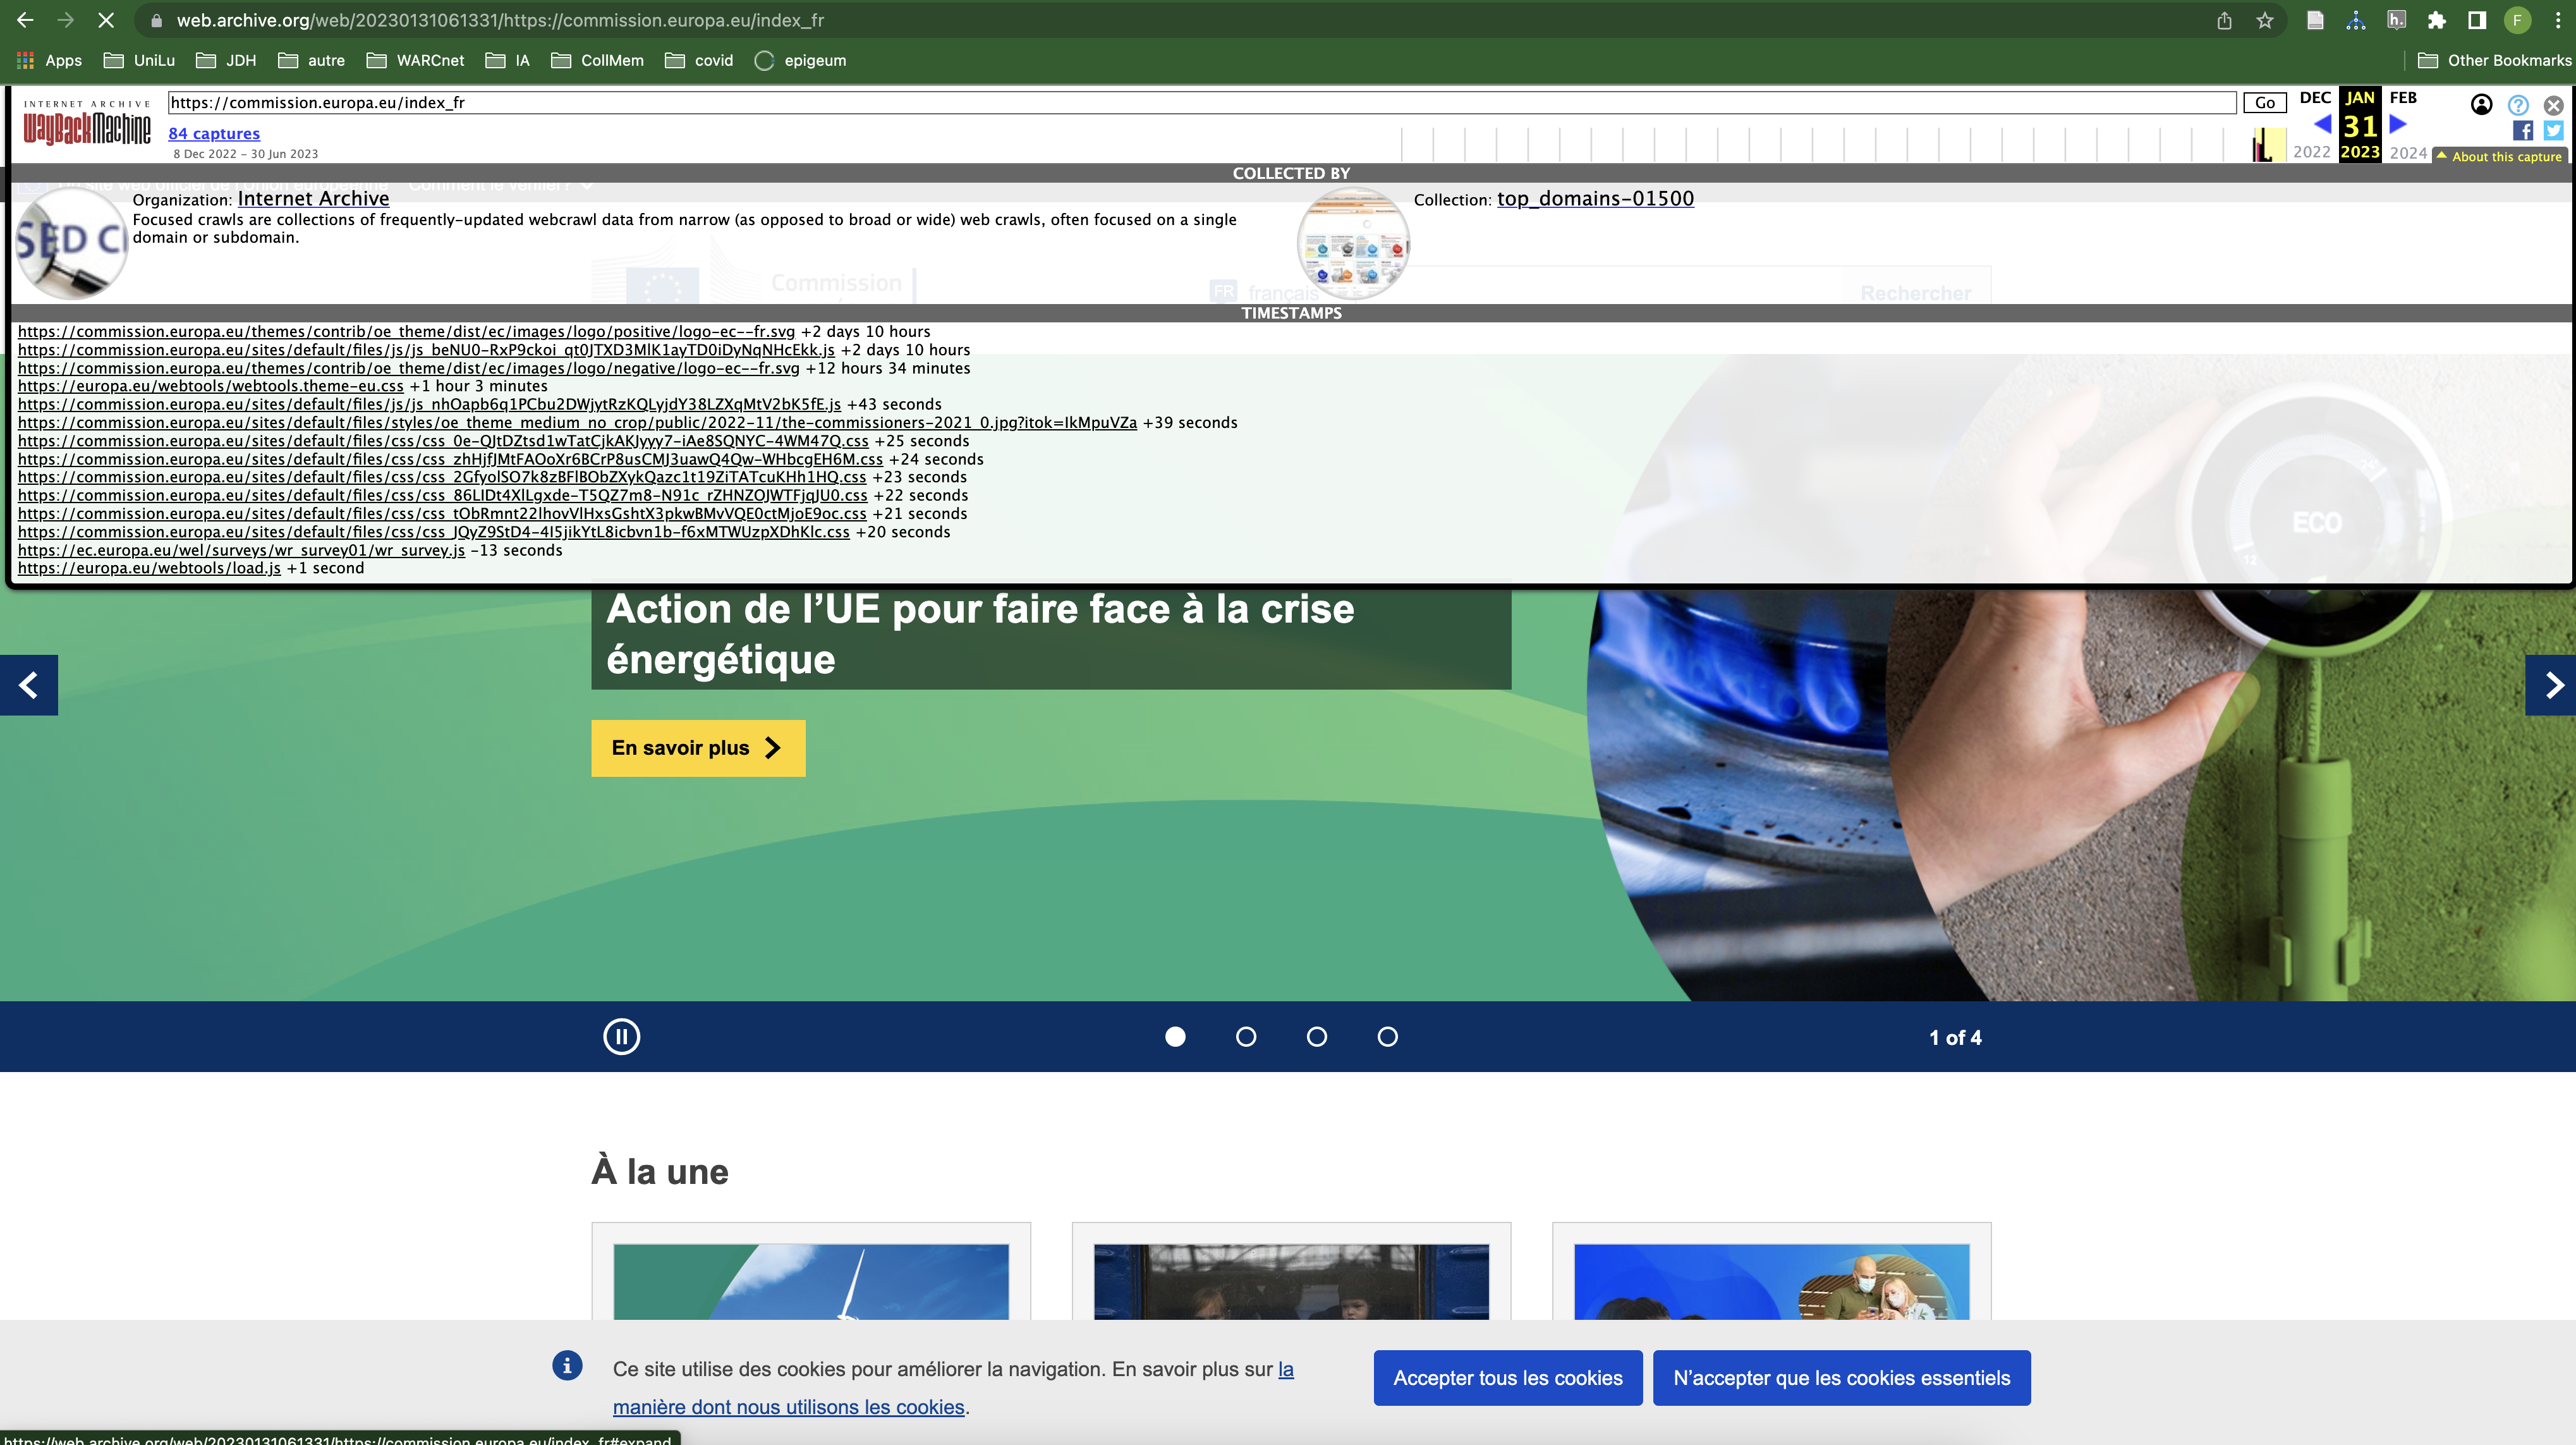 web.archive.org/web/20230131061331/https://commission.europa.eu/index_fr
F
Apps UniLu JDH autre WARCnet IA CollMem covid epigeum Other Bookmarks
INTERNET ARCHIVE
WayBackMachine
https://commission.europa.eu/index_fr
Go
DEC JAN FEB
84 captures
31
8 Dec 2022 – 30 Jun 2023
2022 2023 2024
About this capture
COLLECTED BY
Comment le vérifier?
SED CI
Organization: Internet Archive
Focused crawls are collections of frequently-updated webcrawl data from narrow (as opposed to broad or wide) web crawls, often focused on a single
domain or subdomain.
Collection: top_domains-01500
Commission
FR français
Rechercher
TIMESTAMPS
https://commission.europa.eu/themes/contrib/oe_theme/dist/ec/images/logo/positive/logo-ec--fr.svg +2 days 10 hours
https://commission.europa.eu/sites/default/files/js/js_beNU0-RxP9ckoi_qt0JTXD3MlK1ayTD0iDyNqNHcEkk.js +2 days 10 hours
https://commission.europa.eu/themes/contrib/oe_theme/dist/ec/images/logo/negative/logo-ec--fr.svg +12 hours 34 minutes
https://europa.eu/webtools/webtools.theme-eu.css +1 hour 3 minutes
https://commission.europa.eu/sites/default/files/js/js_nhOapb6q1PCbu2DWjytRzKQLyjdY38LZXqMtV2bK5fE.js +43 seconds
https://commission.europa.eu/sites/default/files/styles/oe_theme_medium_no_crop/public/2022-11/the-commissioners-2021_0.jpg?itok=IkMpuVZa +39 seconds
https://commission.europa.eu/sites/default/files/css/css_0e-QJtDZtsd1wTatCjkAKJyyy7-iAe8SQNYC-4WM47Q.css +25 seconds
https://commission.europa.eu/sites/default/files/css/css_zhHjfJMtFAOoXr6BCrP8usCMJ3uawQ4Qw-WHbcgEH6M.css +24 seconds
https://commission.europa.eu/sites/default/files/css/css_2GfyolSO7k8zBFlBObZXykQazc1t19ZiTATcuKHh1HQ.css +23 seconds
https://commission.europa.eu/sites/default/files/css/css_86LIDt4XlLgxde-T5QZ7m8-N91c_rZHNZOJWTFjqJU0.css +22 seconds
https://commission.europa.eu/sites/default/files/css/css_tObRmnt22lhovVlHxsGshtX3pkwBMvVQE0ctMjoE9oc.css +21 seconds
https://commission.europa.eu/sites/default/files/css/css_JQyZ9StD4-4I5jikYtL8icbvn1b-f6xMTWUzpXDhKlc.css +20 seconds
https://ec.europa.eu/wel/surveys/wr_survey01/wr_survey.js -13 seconds
https://europa.eu/webtools/load.js +1 second
ECO
12
Action de l’UE pour faire face à la crise
énergétique
En savoir plus
1 of 4
À la une
Ce site utilise des cookies pour améliorer la navigation. En savoir plus sur la
manière dont nous utilisons les cookies.
Accepter tous les cookies
N’accepter que les cookies essentiels
https://web.archive.org/web/20230131061331/https://commission.europa.eu/index_fr#expand